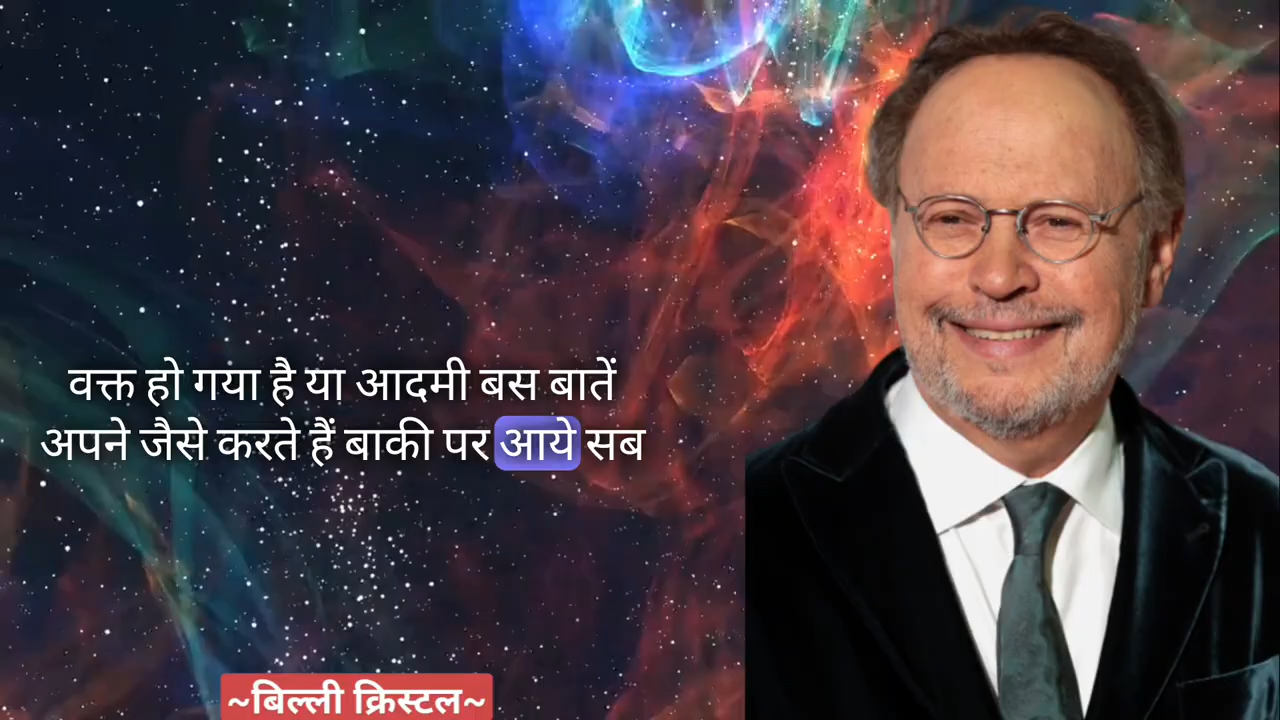 वक्त हो गया है या आदमी बस बातें
अपने जैसे करते हैं बाकी पर आये सब
~बिल्ली क्रिस्टल~